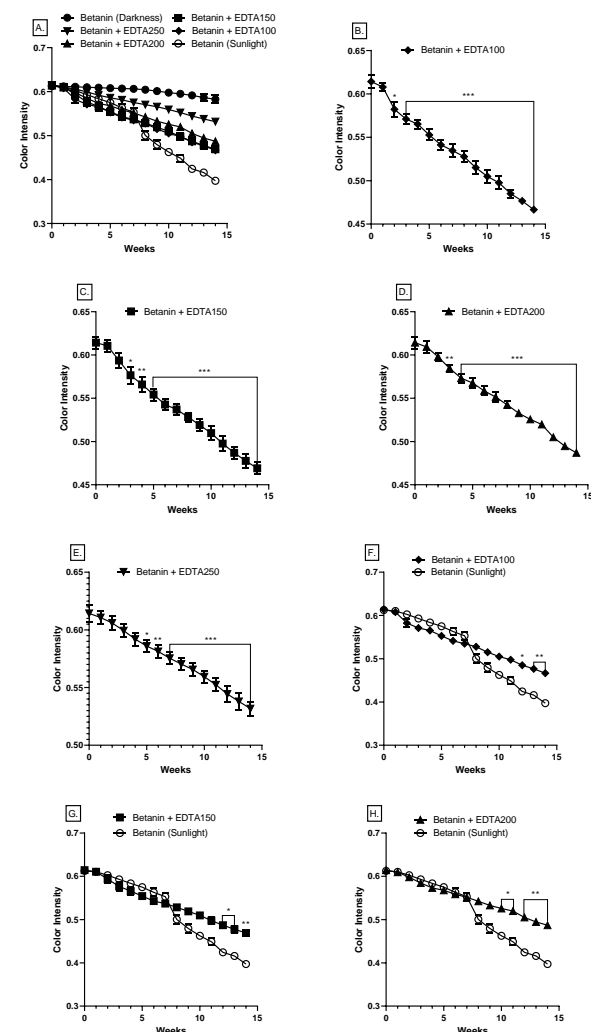 A.
Betanin (Darkness) Betanin + EDTA150
Betanin + EDTA250 Betanin + EDTA100
Betanin + EDTA200 Betanin (Sunlight)
Color Intensity
0.7
0.6
0.5
0.4
0.3
0 5 10 15
Weeks
B.
Betanin + EDTA100
Color Intensity
0.65
0.60
0.55
0.50
0.45
*
***
0 5 10 15
Weeks
C.
Betanin + EDTA150
Color Intensity
0.65
0.60
0.55
0.50
0.45
*
**
***
0 5 10 15
Weeks
D.
Betanin + EDTA200
Color Intensity
0.65
0.60
0.55
0.50
0.45
**
***
0 5 10 15
Weeks
E.
Betanin + EDTA250
Color Intensity
0.65
0.60
0.55
0.50
*
**
***
0 5 10 15
Weeks
F.
Betanin + EDTA100
Betanin (Sunlight)
Color Intensity
0.7
0.6
0.5
0.4
0.3
*
**
0 5 10 15
Weeks
G.
Betanin + EDTA150
Betanin (Sunlight)
Color Intensity
0.7
0.6
0.5
0.4
0.3
*
**
0 5 10 15
Weeks
H.
Betanin + EDTA200
Betanin (Sunlight)
Color Intensity
0.7
0.6
0.5
0.4
0.3
*
**
0 5 10 15
Weeks